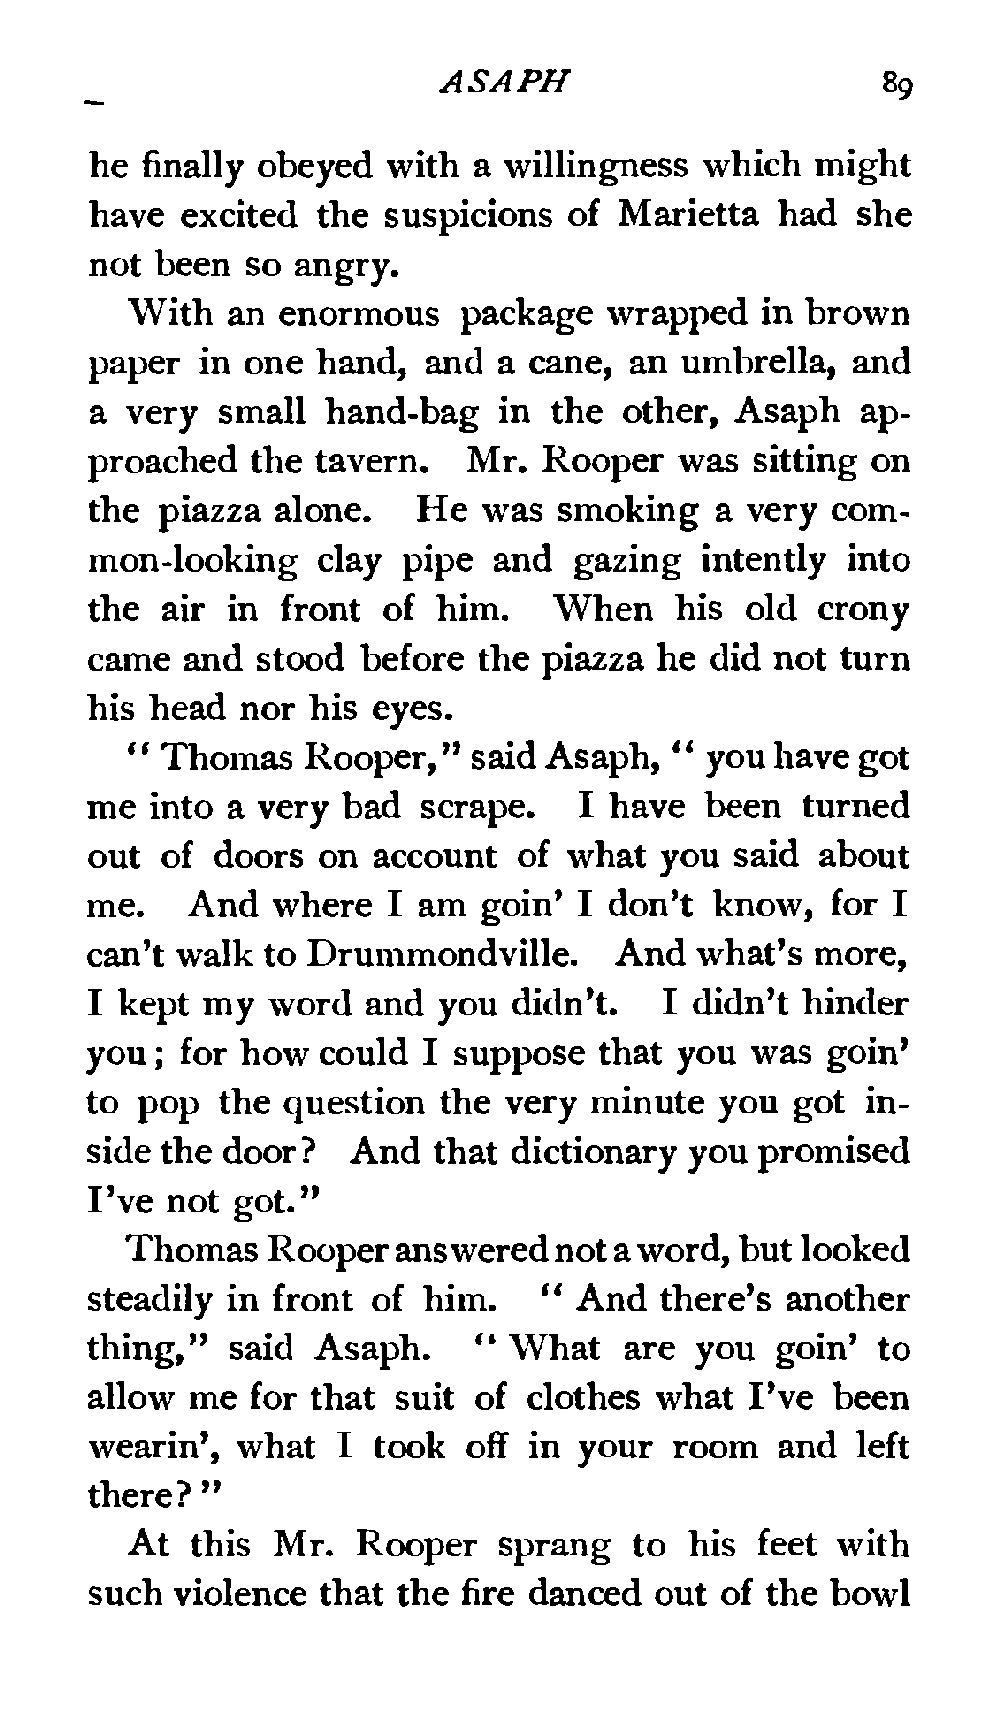 ASAPH 89
he finally obeyed with a willingness which might
have excited the suspicions of Marietta had she
not been so angry.
With an enormous package wrapped in brown
paper in one hand, and a cane, an umbrella, and
a very small hand-bag in the other, Asaph ap-
proached the tavern. Mr. Rooper was sitting on
the piazza alone. He was smoking a very com-
mon-looking clay pipe and gazing intently into
the air in front of him. When his old crony
came and stood before the piazza he did not turn
his head nor his eyes.
“ Thomas Rooper,” said Asaph, “ you have got
me into a very bad scrape. I have been turned
out of doors on account of what you said about
me. And where I am goin’ I don’t know, for I
can’t walk to Drummondville. And what’s more,
I kept my word and you didn’t. I didn’t hinder
you ; for how could I suppose that you was goin’
to pop the question the very minute you got in-
side the door? And that dictionary you promised
I’ve not got.”
Thomas Rooper answered not a word, but looked
steadily in front of him. “ And there’s another
thing,” said Asaph. “ What are you goin’ to
allow me for that suit of clothes what I’ve been
wearin’, what I took off in your room and left
there? ”
At this Mr. Rooper sprang to his feet with
such violence that the fire danced out of the bowl